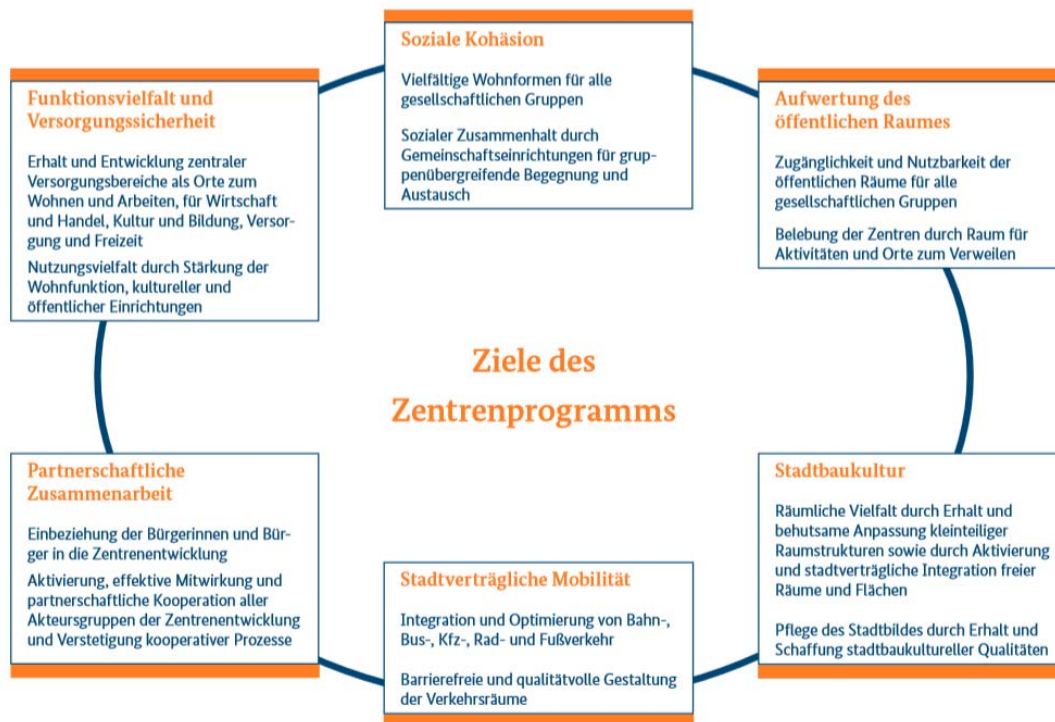 Soziale Kohäsion
Vielfältige Wohnformen für alle
gesellschaftlichen Gruppen
Sozialer Zusammenhalt durch
Gemeinschaftseinrichtungen für grup-
penübergreifende Begegnung und
Austausch
Funktionsvielfalt und
Versorgungssicherheit
Erhalt und Entwicklung zentraler
Versorgungsbereiche als Orte zum
Wohnen und Arbeiten, für Wirtschaft
und Handel, Kultur und Bildung, Versor-
gung und Freizeit
Nutzungsvielfalt durch Stärkung der
Wohnfunktion, kultureller und
öffentlicher Einrichtungen
Aufwertung des
öffentlichen Raumes
Zugänglichkeit und Nutzbarkeit der
öffentlichen Räume für alle
gesellschaftlichen Gruppen
Belebung der Zentren durch Raum für
Aktivitäten und Orte zum Verweilen
Ziele des
Zentrenprogramms
Partnerschaftliche
Zusammenarbeit
Einbeziehung der Bürgerinnen und Bür-
ger in die Zentrenentwicklung
Aktivierung, effektive Mitwirkung und
partnerschaftliche Kooperation aller
Akteursgruppen der Zentrenentwicklung
und Verstetigung kooperativer Prozesse
Stadtverträgliche Mobilität
Integration und Optimierung von Bahn-,
Bus-, Kfz-, Rad- und Fußverkehr
Barrierefreie und qualitätvolle Gestaltung
der Verkehrsräume
Stadtbaukultur
Räumliche Vielfalt durch Erhalt und
behutsame Anpassung kleinteiliger
Raumstrukturen sowie durch Aktivierung
und stadtverträgliche Integration freier
Räume und Flächen
Pflege des Stadtbildes durch Erhalt und
Schaffung stadtbaukultureller Qualitäten